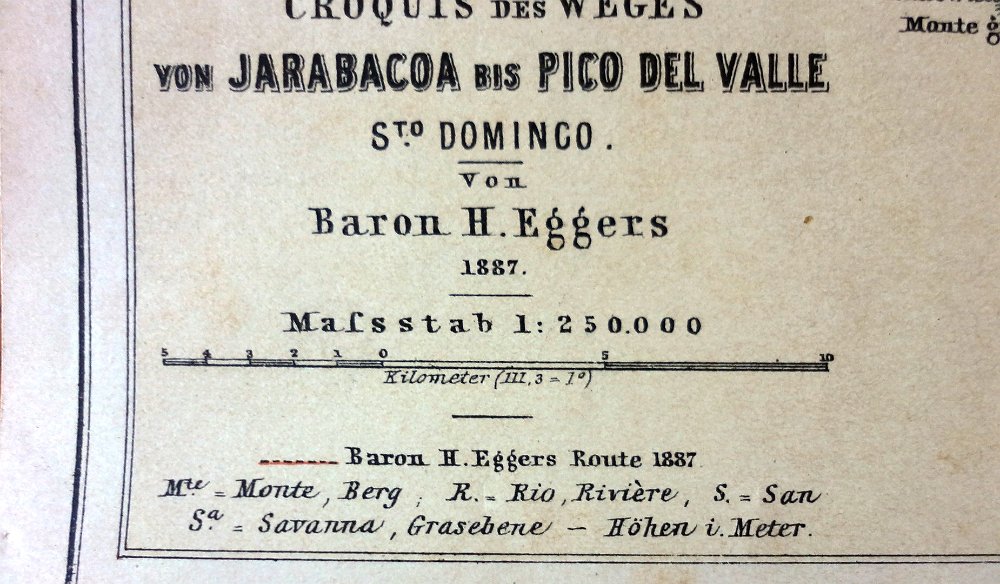 CROQUIS DES WEGES
Monte
VON JARABACOA BIS PICO DEL VALLE
STO DOMINGO.
Von
Baron H. Eggers
1887.
Maſsstab 1: 250.000
5 4 3 2 1 0 5 10
Kilometer (111,3 = 1°)
Baron H. Eggers Route 1887
Mte = Monte, Berg, R. = Rio, Rivière, S. = San
Sa = Savanna, Grasebene – Höhen i. Meter.